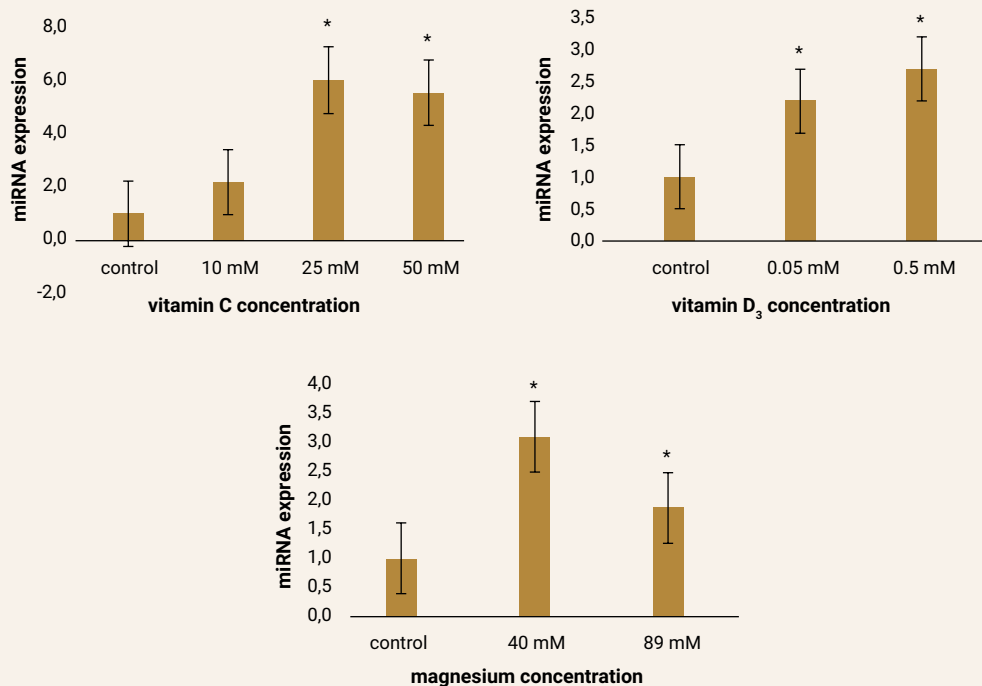 miRNA expression
8,0
6,0
4,0
2,0
0,0
-2,0
* *
control 10 mM 25 mM 50 mM
vitamin C concentration
miRNA expression
3,5
3,0
2,5
2,0
1,5
1,0
0,5
0,0
* *
control 0.05 mM 0.5 mM
vitamin D₃ concentration
miRNA expression
4,0
3,5
3,0
2,5
2,0
1,5
1,0
0,5
0,0
* *
control 40 mM 89 mM
magnesium concentration